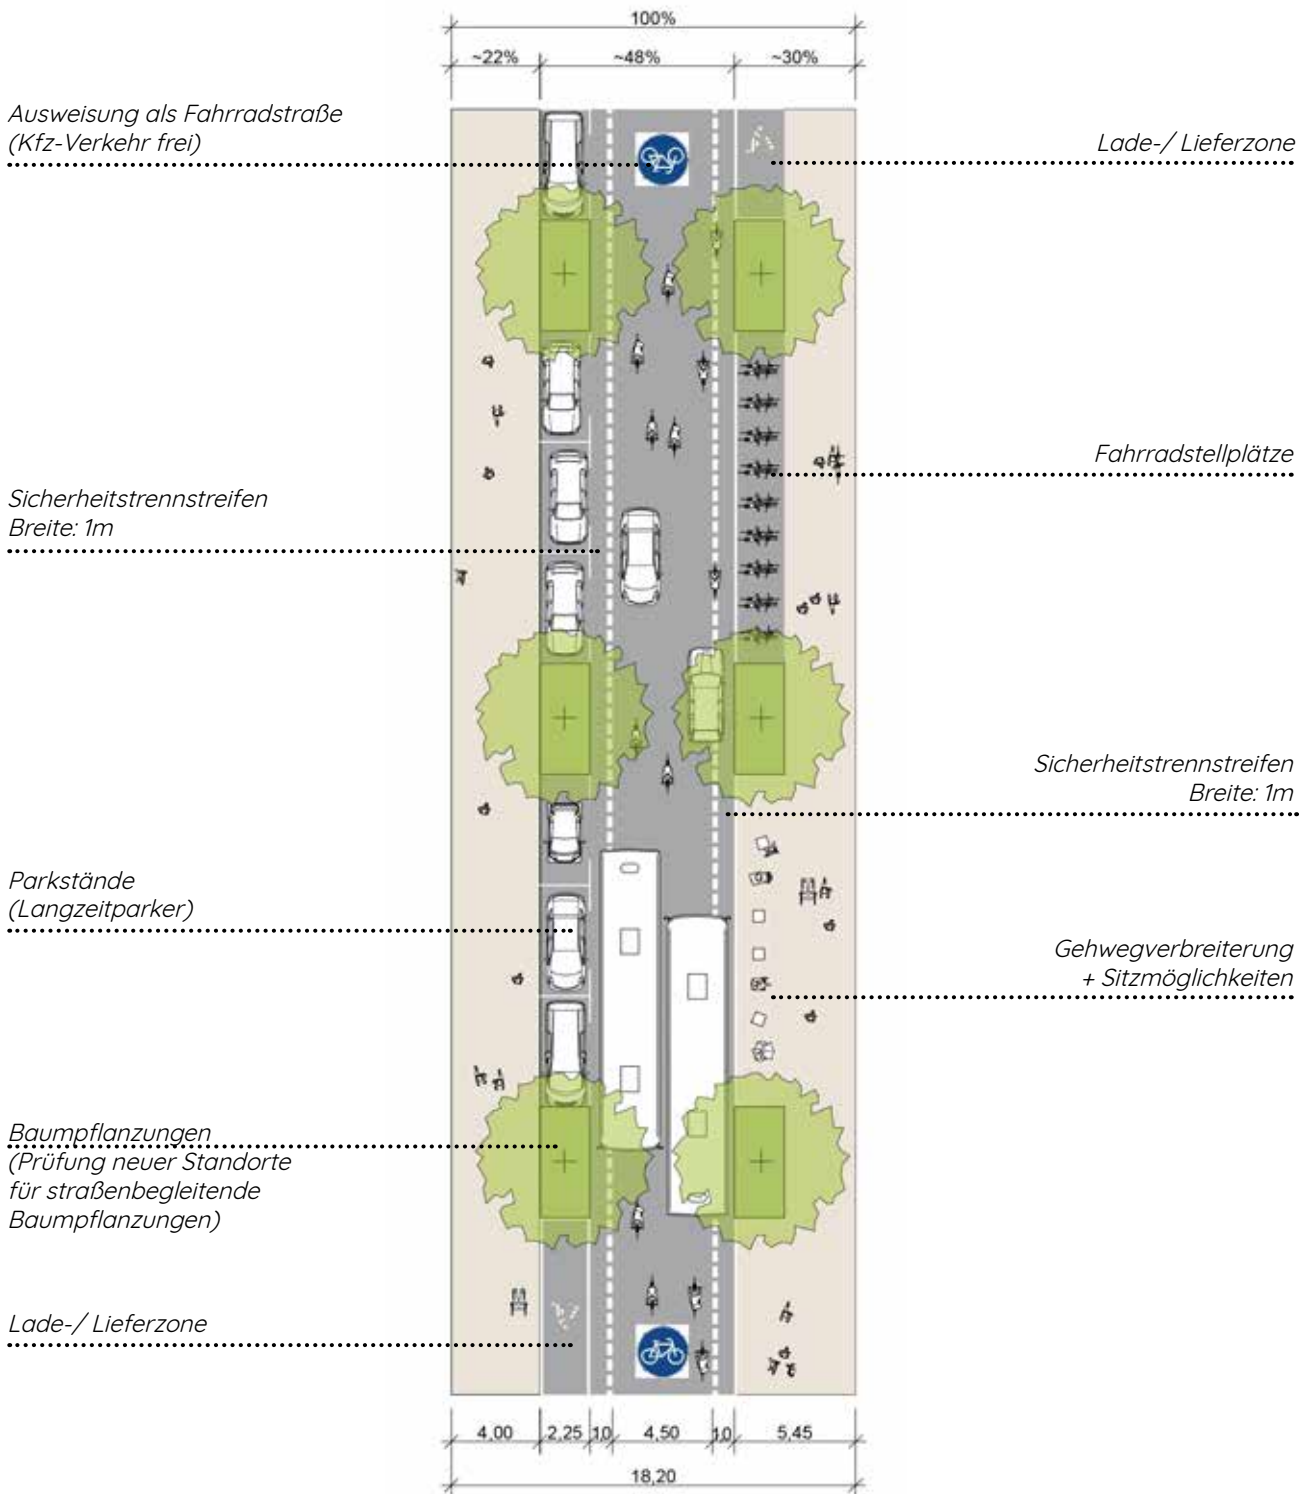 100%
~22%
~48%
~30%
Ausweisung als Fahrradstraße
(Kfz-Verkehr frei)
Lade-/ Lieferzone
Fahrradstellplätze
Sicherheitstrennstreifen
Breite: 1m
Sicherheitstrennstreifen
Breite: 1m
Parkstände
(Langzeitparker)
Gehwegverbreiterung
+ Sitzmöglichkeiten
Baumpflanzungen
(Prüfung neuer Standorte
für straßenbegleitende
Baumpflanzungen)
Lade-/ Lieferzone
4,00
2,25
1,0
4,50
1,0
5,45
18,20